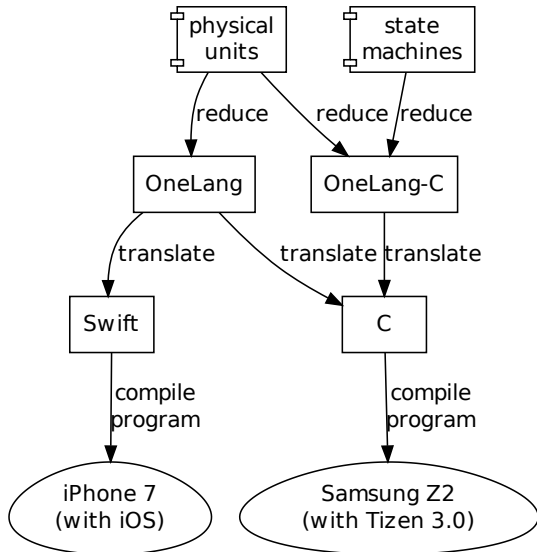 physical
units
state
machines
reduce
reduce
reduce
OneLang
OneLang-C
translate
translate
translate
Swift
C
compile
program
compile
program
iPhone 7
(with iOS)
Samsung Z2
(with Tizen 3.0)